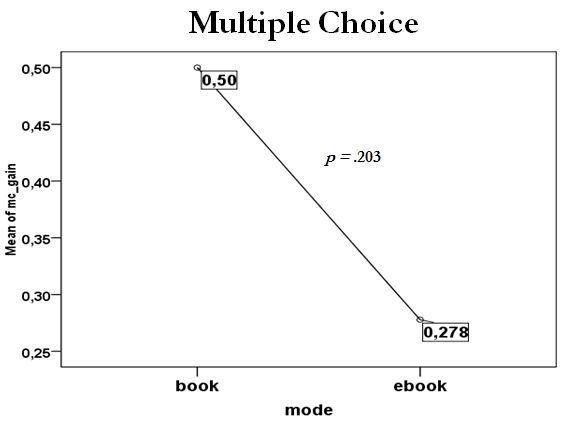 Multiple Choice
0,50
0,45
0,40
0,35
0,30
0,25
Mean of mc_gain
0,50
p = .203
0,278
book
ebook
mode